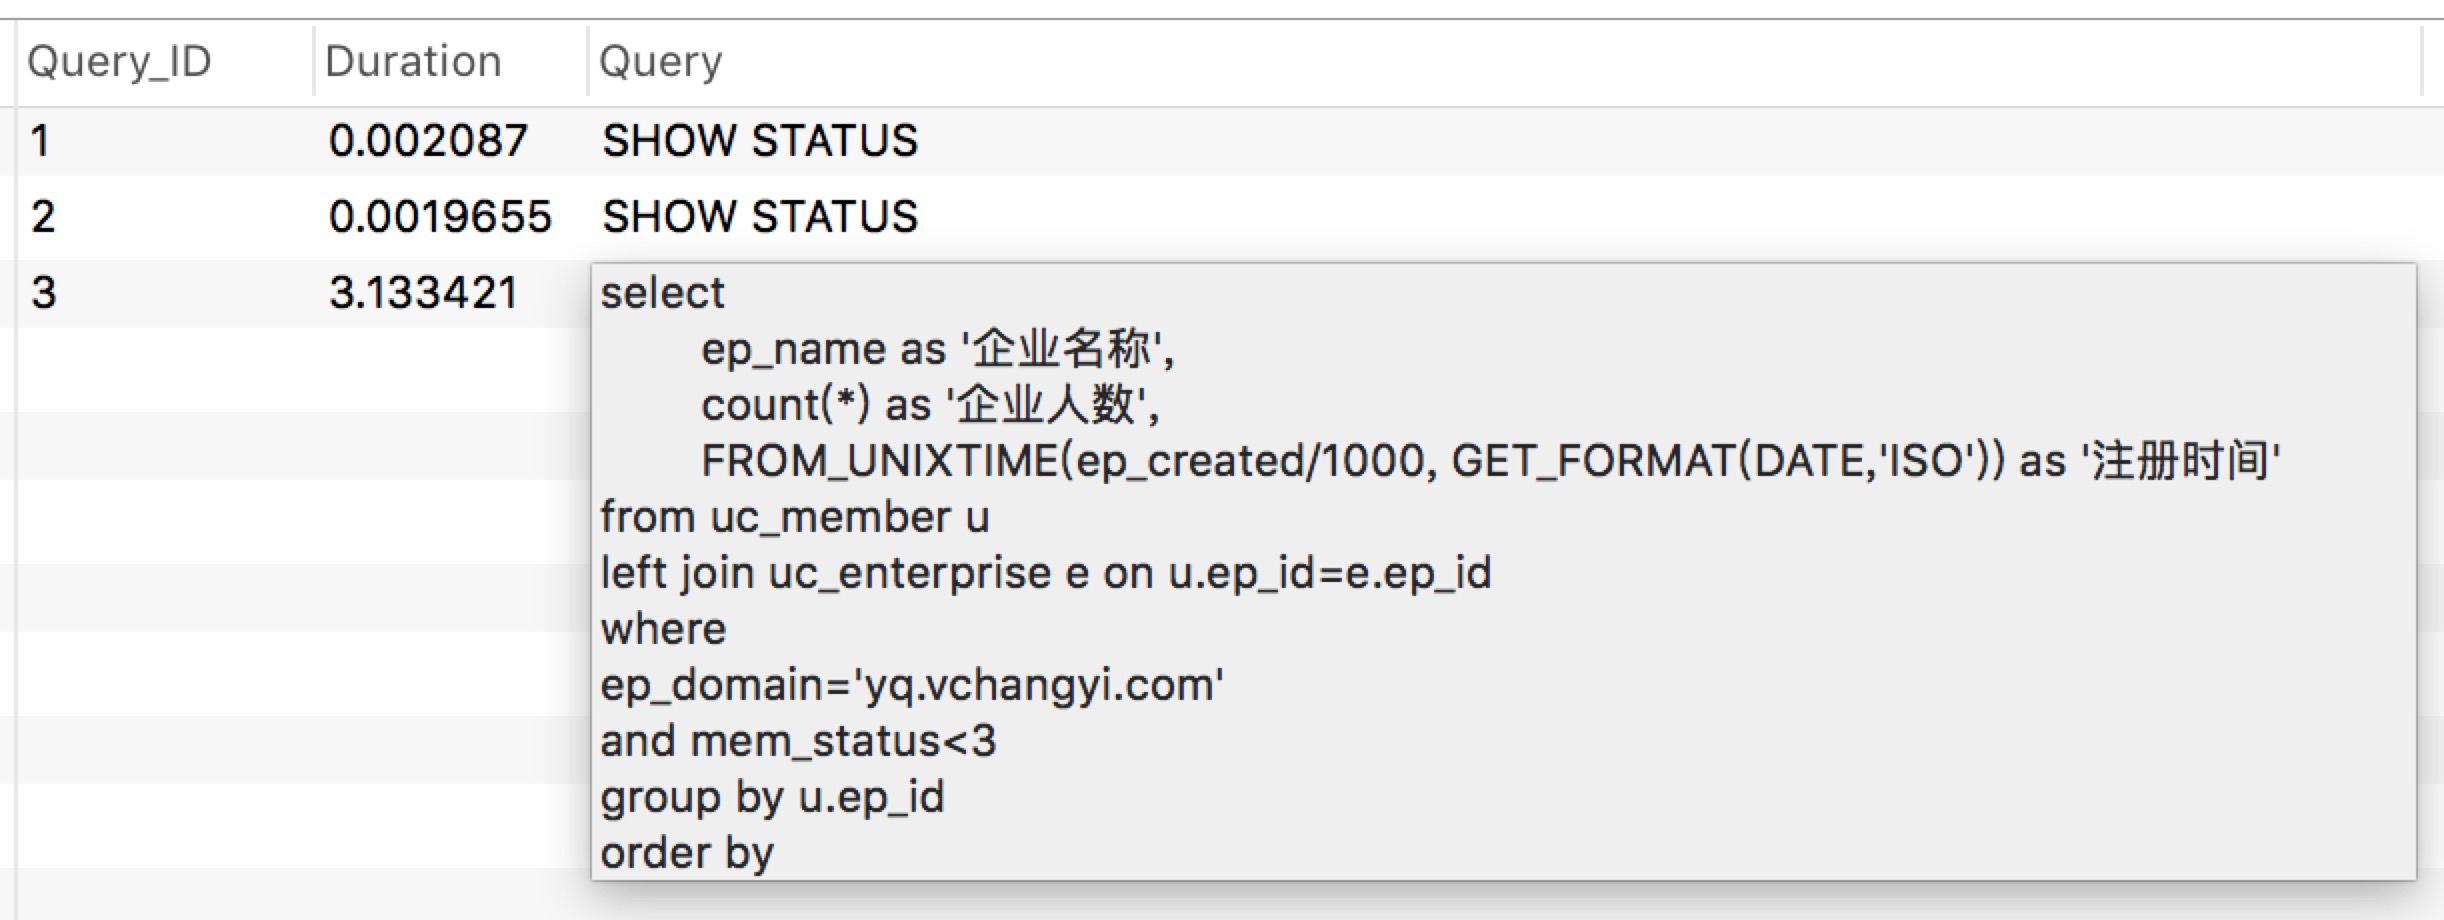 Query_ID Duration Query
1 0.002087 SHOW STATUS
2 0.0019655 SHOW STATUS
3 3.133421 select
ep_name as '企业名称',
count(*) as '企业人数',
FROM_UNIXTIME(ep_created/1000, GET_FORMAT(DATE,'ISO')) as '注册时间'
from uc_member u
left join uc_enterprise e on u.ep_id=e.ep_id
where
ep_domain='yq.vchangyi.com'
and mem_status<3
group by u.ep_id
order by